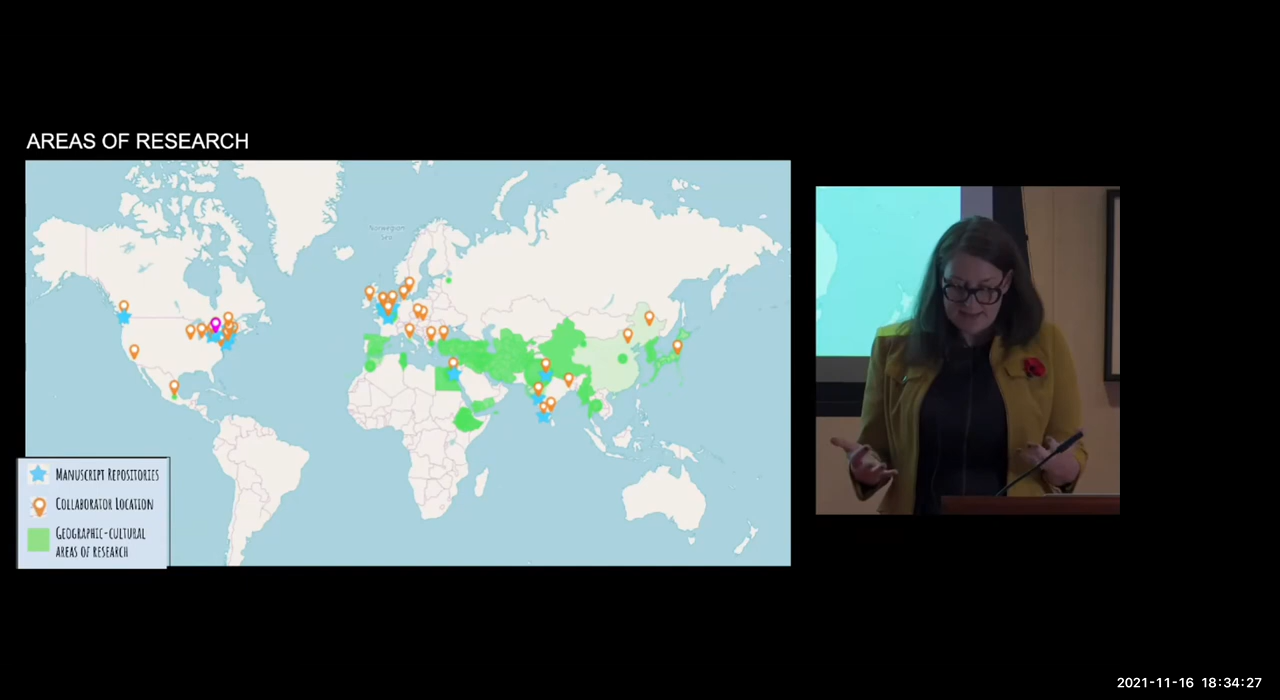 AREAS OF RESEARCH
Norwegian
Sea
MANUSCRIPT REPOSITORIES
COLLABORATOR LOCATION
GEOGRAPHIC-CULTURAL
AREAS OF RESEARCH
2021-11-16 18:34:27